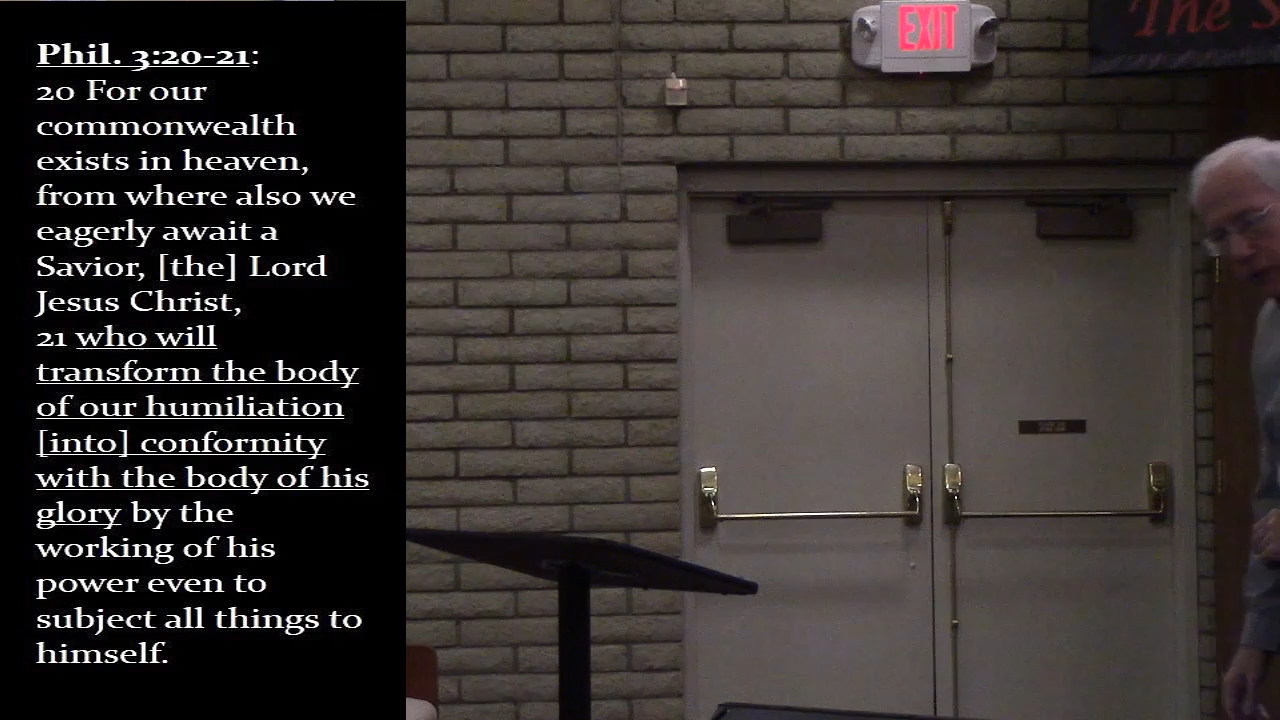 Phil. 3:20-21:
20 For our
commonwealth
exists in heaven,
from where also we
eagerly await a
Savior, [the] Lord
Jesus Christ,
21 who will
transform the body
of our humiliation
[into] conformity
with the body of his
glory by the
working of his
power even to
subject all things to
himself.
EXIT
The